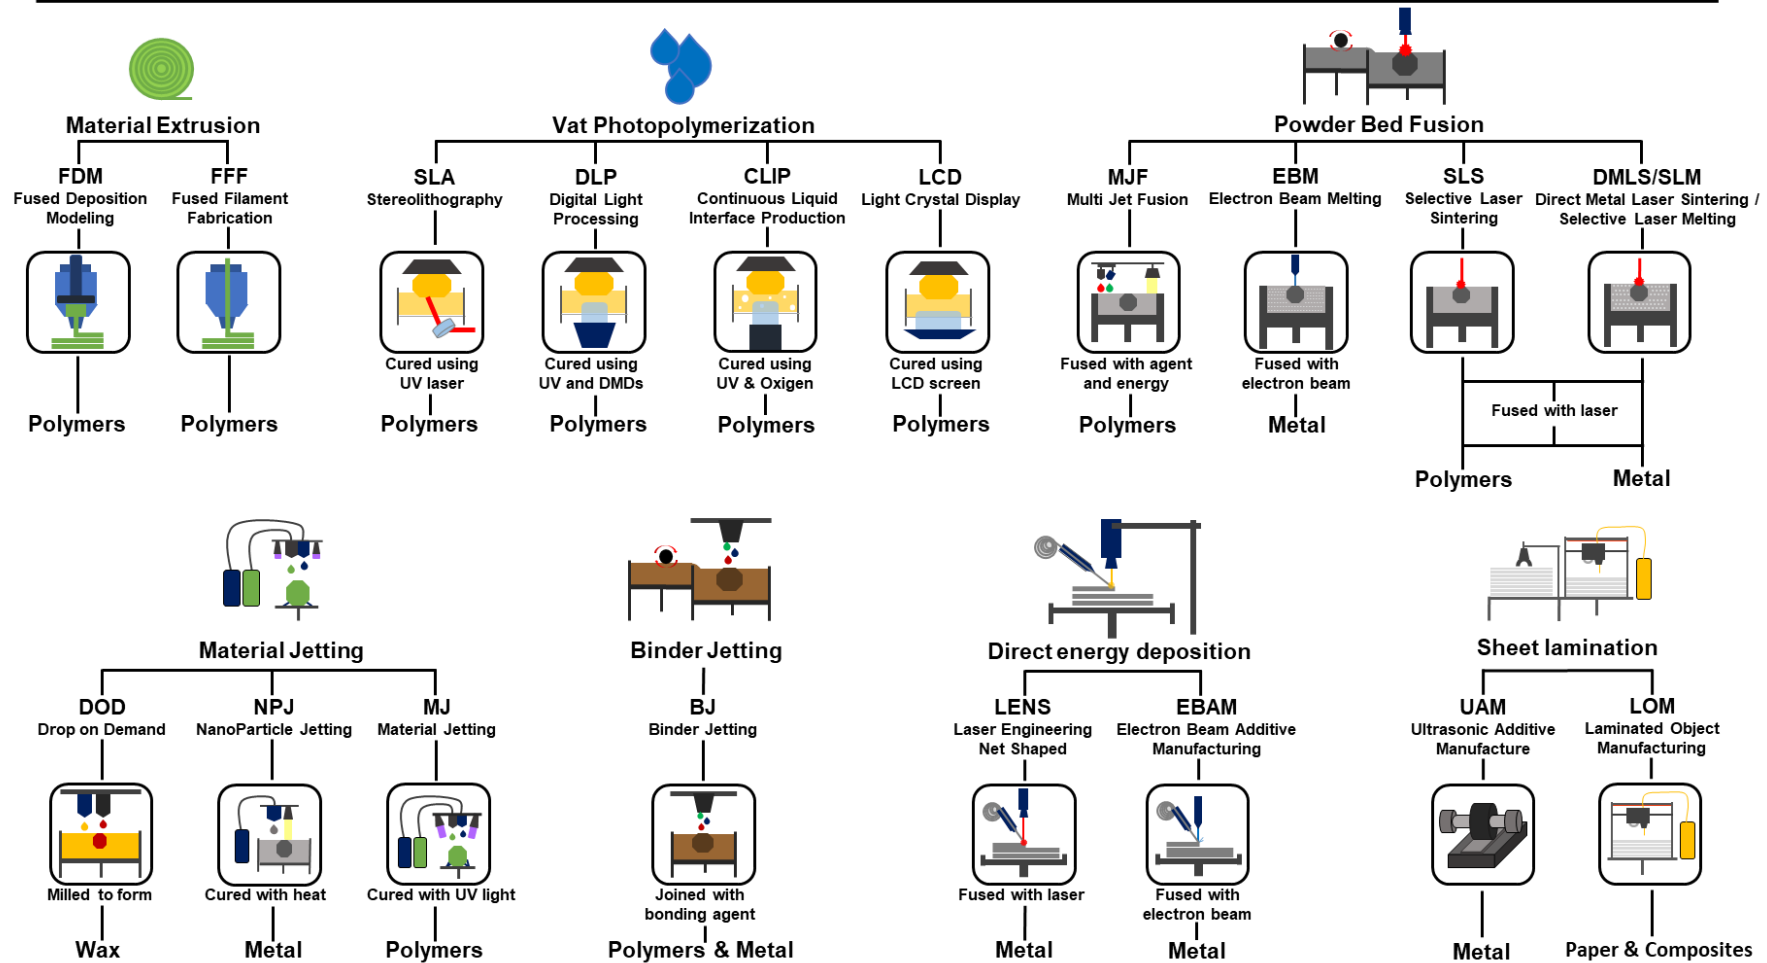 Material Extrusion
Vat Photopolymerization
Powder Bed Fusion
FDM
Fused Deposition
Modeling
FFF
Fused Filament
Fabrication
SLA
Stereolithography
DLP
Digital Light
Processing
CLIP
Continuous Liquid
Interface Production
LCD
Light Crystal Display
MJF
Multi Jet Fusion
EBM
Electron Beam Melting
SLS
Selective Laser
Sintering
DMLS/SLM
Direct Metal Laser Sintering /
Selective Laser Melting
Cured using
UV laser
Cured using
UV and DMDs
Cured using
UV & Oxigen
Cured using
LCD screen
Fused with agent
and energy
Fused with
electron beam
Fused with laser
Polymers
Polymers
Polymers
Polymers
Polymers
Polymers
Polymers
Metal
Polymers
Metal
Material Jetting
Binder Jetting
Direct energy deposition
Sheet lamination
DOD
Drop on Demand
NPJ
NanoParticle Jetting
MJ
Material Jetting
BJ
Binder Jetting
LENS
Laser Engineering
Net Shaped
EBAM
Electron Beam Additive
Manufacturing
UAM
Ultrasonic Additive
Manufacture
LOM
Laminated Object
Manufacturing
Milled to form
Cured with heat
Cured with UV light
Joined with
bonding agent
Fused with laser
Fused with
electron beam
Wax
Metal
Polymers
Polymers & Metal
Metal
Metal
Metal
Paper & Composites